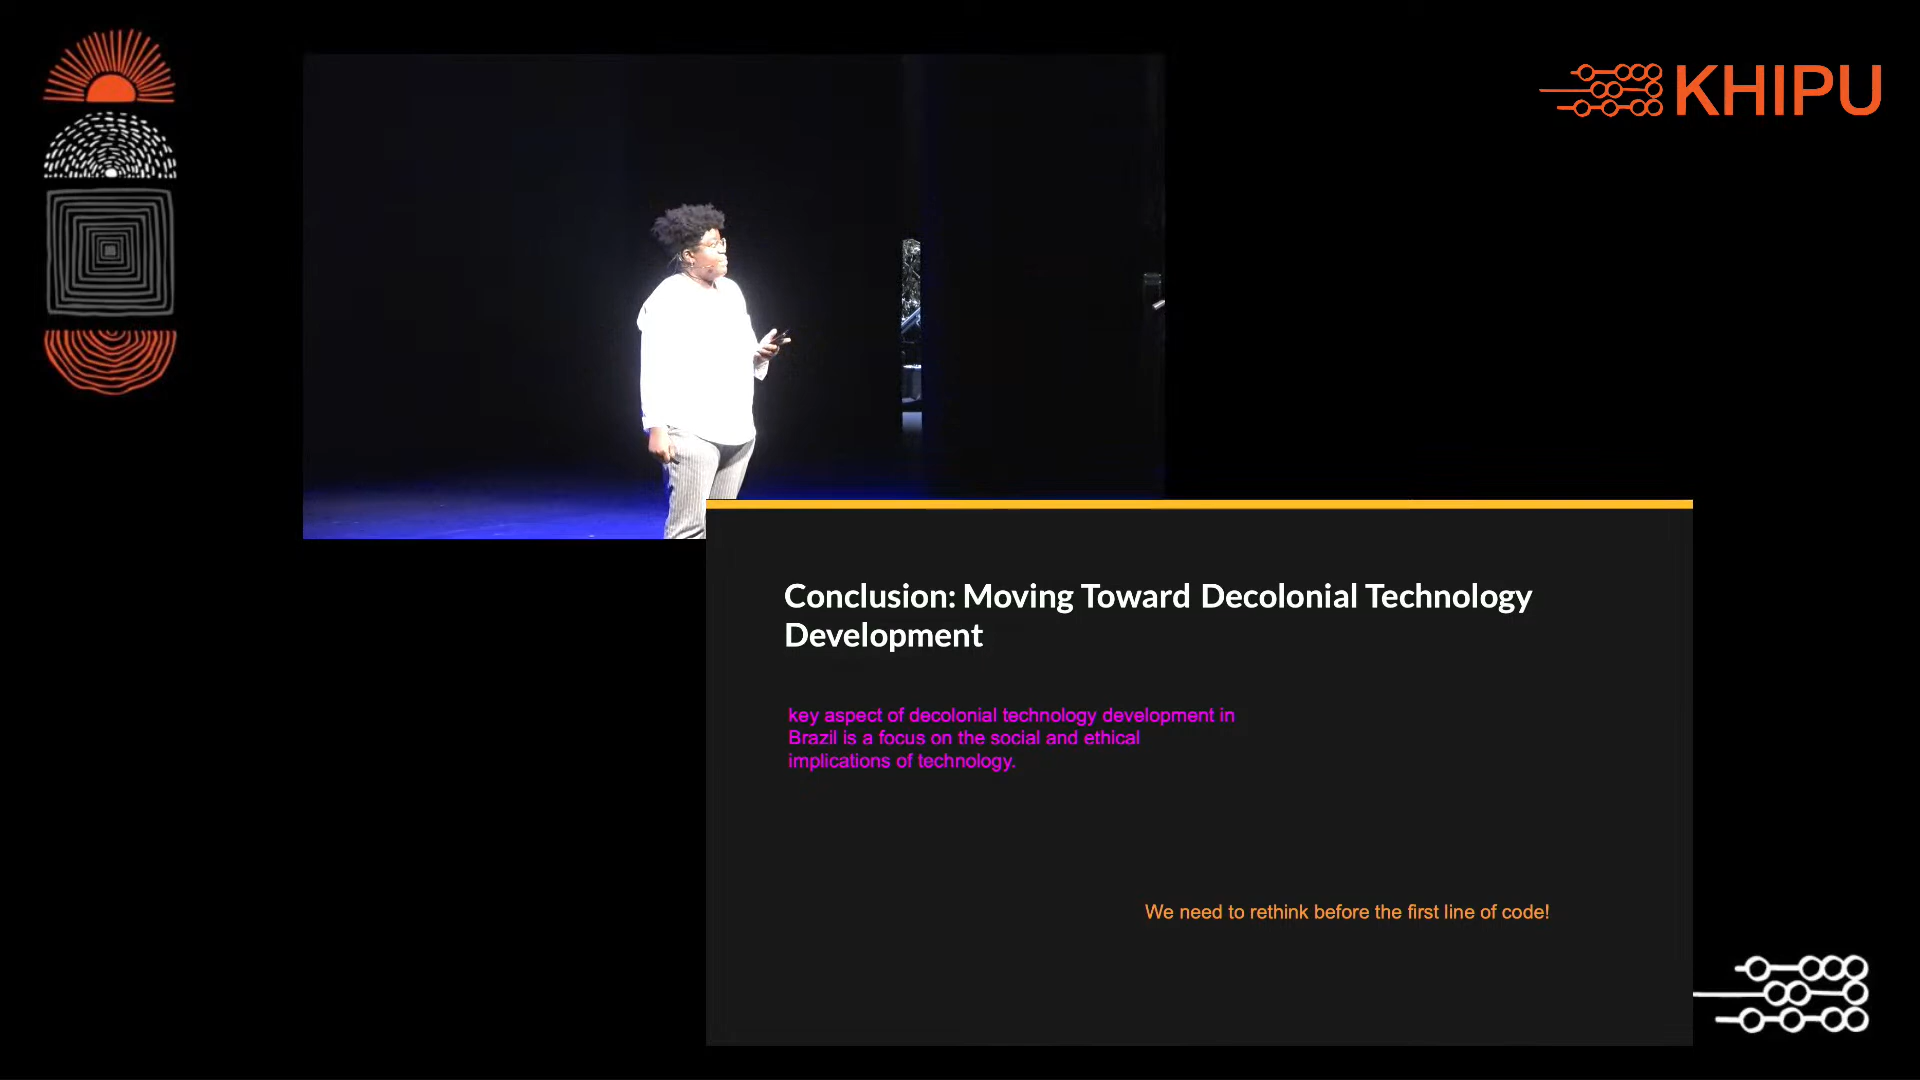 KHIPU
Conclusion: Moving Toward Decolonial Technology
Development
key aspect of decolonial technology development in
Brazil is a focus on the social and ethical
implications of technology.
We need to rethink before the first line of code!